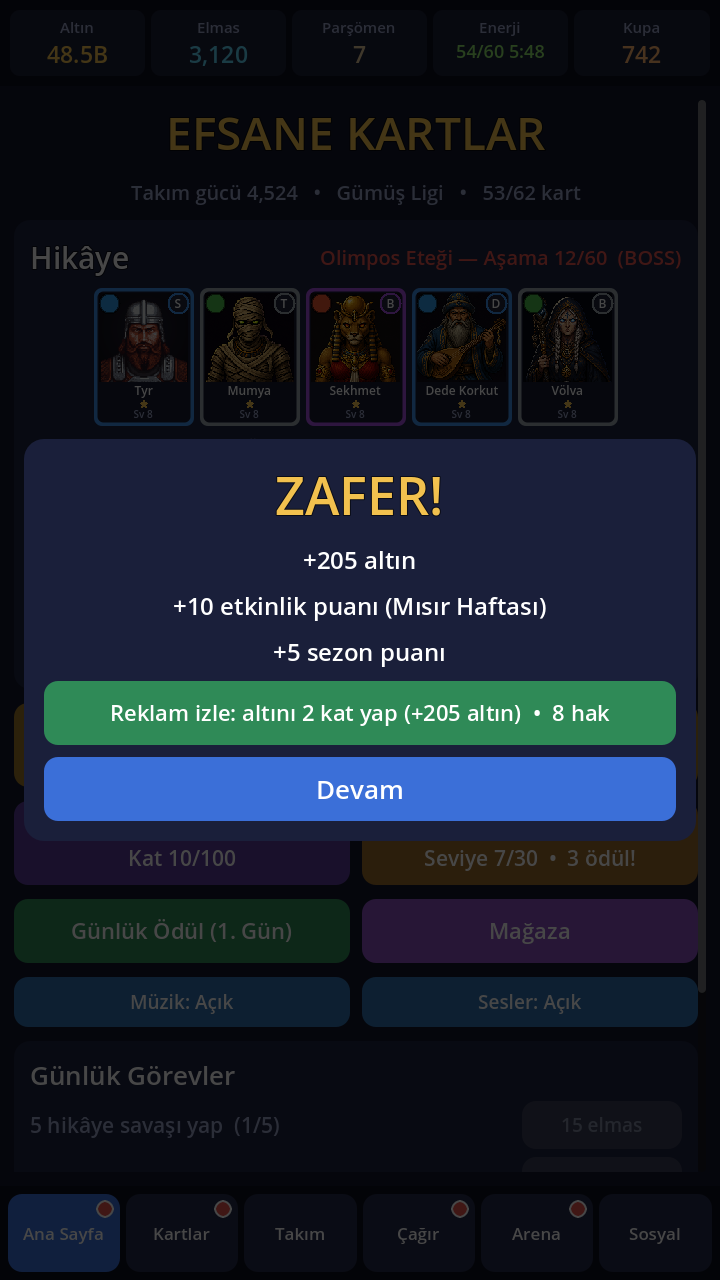 Altın Elmas Parşömen Enerji Kupa
48.5B 3,120 7 54/60 5:48 742
EFSANE KARTLAR
Takım gücü 4,524 • Gümüş Ligi • 53/62 kart
Hikâye Olimpos Eteği — Aşama 12/60 (BOSS)
S T B D B
Tyr Mumya Sekhmet Dede Korkut Völva
Sv 8 Sv 8 Sv 8 Sv 8 Sv 8
ZAFER!
+205 altın
+10 etkinlik puanı (Mısır Haftası)
+5 sezon puanı
Reklam izle: altını 2 kat yap (+205 altın) • 8 hak
Devam
Kat 10/100 Seviye 7/30 • 3 ödül!
Günlük Ödül (1. Gün) Mağaza
Müzik: Açık Sesler: Açık
Günlük Görevler
5 hikâye savaşı yap (1/5) 15 elmas
Ana Sayfa Kartlar Takım Çağır Arena Sosyal